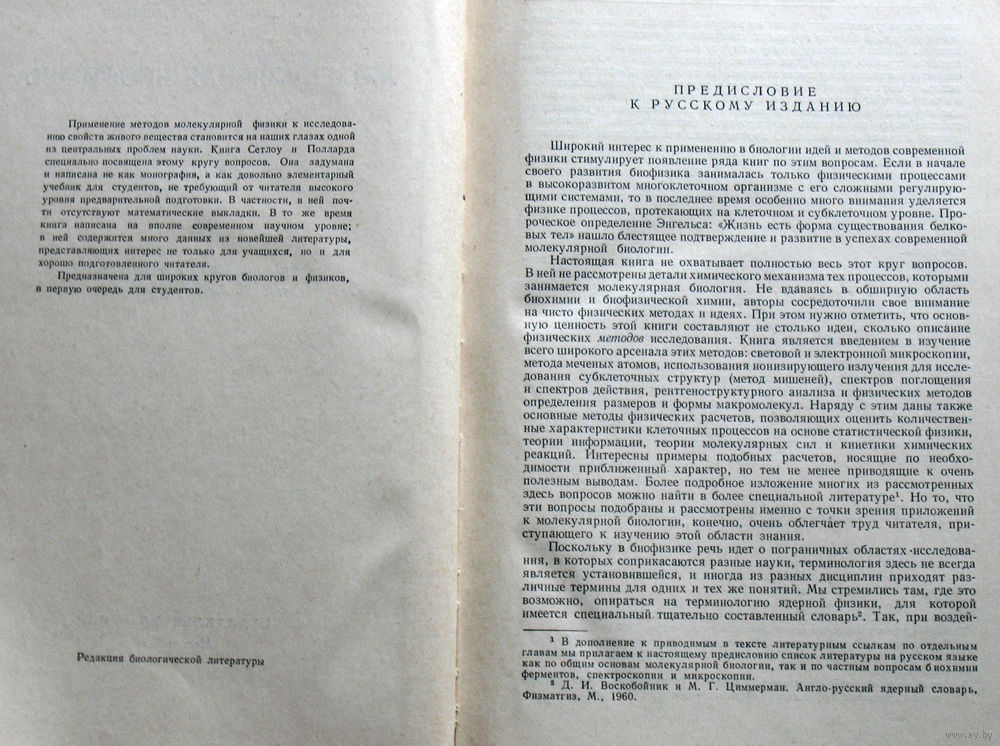 Применение методов молекулярной физики к исследова-
нию свойств живого вещества становится на наших глазах одной
из центральных проблем науки. Книга Сетлоу и Полларда
специально посвящена этому кругу вопросов. Она задумана
и написана не как монография, а как довольно элементарный
учебник для студентов, не требующий от читателя высокого
уровня предварительной подготовки. В частности, в ней поч-
ти отсутствуют математические выкладки. В то же время
книга написана на вполне современном научном уровне;
в ней содержится много данных из новейшей литературы,
представляющих интерес не только для учащихся, но и для
хорошо подготовленного читателя.
Предназначена для широких кругов биологов и физиков,
в первую очередь для студентов.
Редакция биологической литературы
ПРЕДИСЛОВИЕ
К РУССКОМУ ИЗДАНИЮ
Широкий интерес к применению в биологии идей и методов современной
физики стимулирует появление ряда книг по этим вопросам. Если в начале
своего развития биофизика занималась только физическими процессами
в высокоразвитом многоклеточном организме с его сложными регулирую-
щими системами, то в последнее время особенно много внимания уделяется
физике процессов, протекающих на клеточном и субклеточном уровне. Про-
роческое определение Энгельса: «Жизнь есть форма существования белко-
вых тел» нашло блестящее подтверждение и развитие в успехах современной
молекулярной биологии.
Настоящая книга не охватывает полностью весь этот круг вопросов.
В ней не рассмотрены детали химического механизма тех процессов, которыми
занимается молекулярная биология. Не вдаваясь в обширную область
биохимии и биофизической химии, авторы сосредоточили свое внимание
на чисто физических методах и идеях. При этом нужно отметить, что основ-
ную ценность этой книги составляют не столько идеи, сколько описание
физических методов исследования. Книга является введением в изучение
всего широкого арсенала этих методов: световой и электронной микроскопии,
метода меченых атомов, использования ионизирующего излучения для иссле-
дования субклеточных структур (метод мишеней), спектров поглощения
и спектров действия, рентгеноструктурного анализа и физических методов
определения размеров и формы макромолекул. Наряду с этим даны также
основные методы физических расчетов, позволяющих оценить количествен-
ные характеристики клеточных процессов на основе статистической физики,
теории информации, теории молекулярных сил и кинетики химических
реакций. Интересны примеры подобных расчетов, носящие по необхо-
димости приближенный характер, но тем не менее приводящие к очень
полезным выводам. Более подробное изложение многих из рассмотренных
здесь вопросов можно найти в более специальной литературе¹. Но то, что
эти вопросы подобраны и рассмотрены именно с точки зрения приложений
к молекулярной биологии, конечно, очень облегчает труд читателя, при-
ступающего к изучению этой области знания.
Поскольку в биофизике речь идет о пограничных областях исследова-
ния, в которых соприкасаются разные науки, терминология здесь не всегда
является установившейся, и иногда из разных дисциплин приходят раз-
личные термины для одних и тех же понятий. Мы стремились там, где это
возможно, опираться на терминологию ядерной физики, для которой
имеется специальный тщательно составленный словарь². Так, при воздей-
¹ В дополнение к приводимым в тексте литературным ссылкам по отдельным
главам мы прилагаем к настоящему предисловию список литературы на русском языке
как по общим основам молекулярной биологии, так и по частным вопросам биохимии
ферментов, спектроскопии и микроскопии.
² Д. И. Воскобойник и М. Г. Циммерман. Англо-русский ядерный словарь,
Физматгиз, М., 1960.
www.ay.by